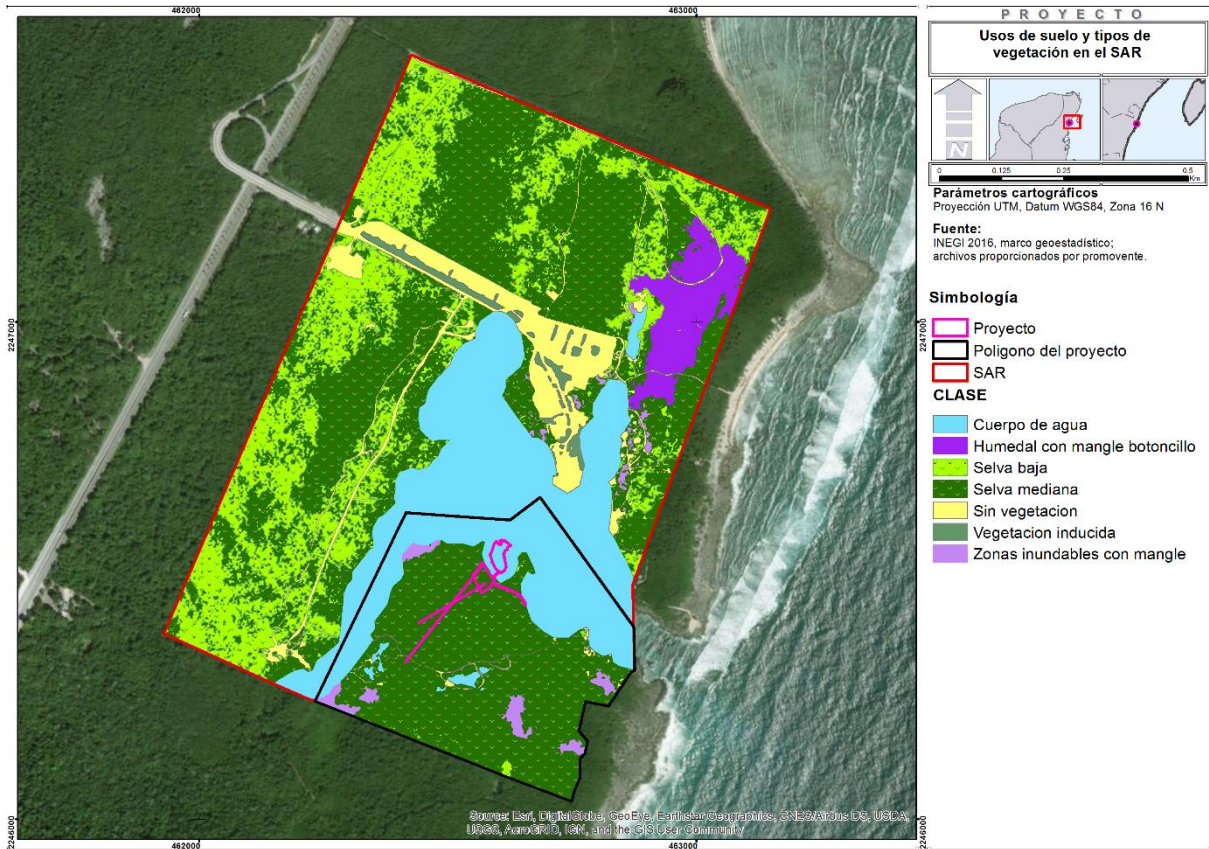 462000
463000
PROYECTO
Usos de suelo y tipos de
vegetación en el SAR
N
0
0.125
0.25
0.5
Km
Parámetros cartográficos
Proyección UTM, Datum WGS84, Zona 16 N
Fuente:
INEGI 2016, marco geoestadístico;
archivos proporcionados por promovente.
Simbología
Proyecto
Poligono del proyecto
SAR
CLASE
Cuerpo de agua
Humedal con mangle botoncillo
Selva baja
Selva mediana
Sin vegetacion
Vegetacion inducida
Zonas inundables con mangle
2247000
2247000
2246000
2246000
Source: Esri, DigitalGlobe, GeoEye, Earthstar Geographics, CNES/Airbus DS, USDA,
USGS, AeroGRID, IGN, and the GIS User Community
462000
463000